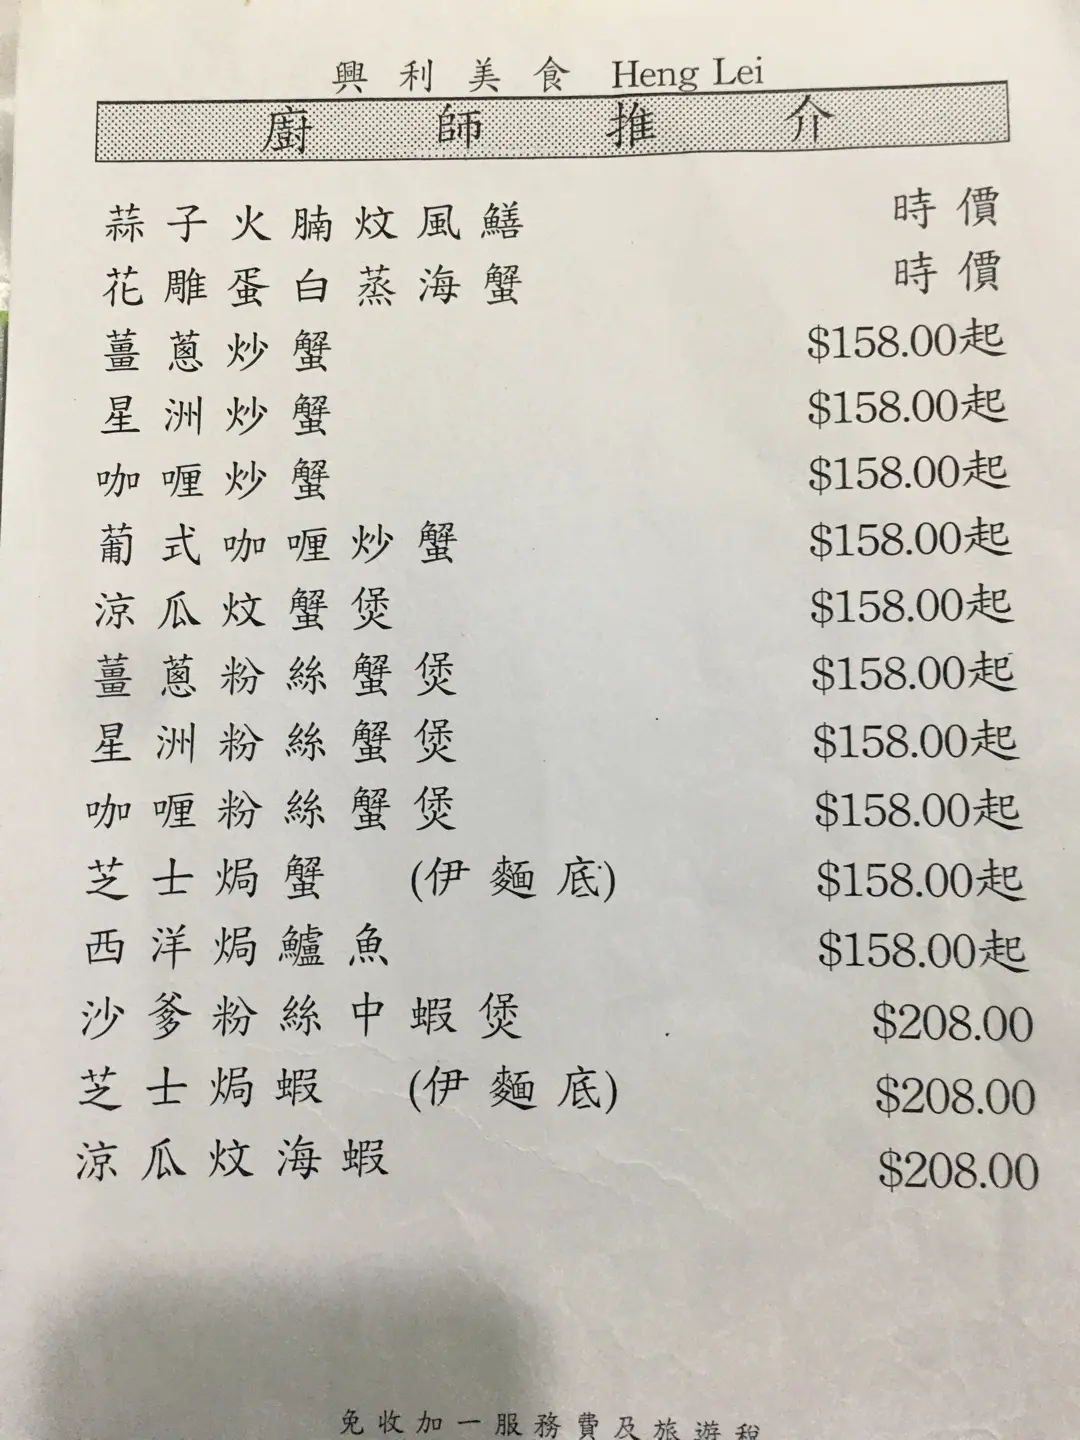 興利美食 Heng Lei
廚師推介
蒜子火腩炆風鱔 時價
花雕蛋白蒸海蟹 時價
薑蔥炒蟹 $158.00起
星洲炒蟹 $158.00起
咖喱炒蟹 $158.00起
葡式咖喱炒蟹 $158.00起
涼瓜炆蟹煲 $158.00起
薑蔥粉絲蟹煲 $158.00起
星洲粉絲蟹煲 $158.00起
咖喱粉絲蟹煲 $158.00起
芝士焗蟹 (伊麵底) $158.00起
西洋焗鱸魚 $158.00起
沙爹粉絲中蝦煲 $208.00
芝士焗蝦 (伊麵底) $208.00
涼瓜炆海蝦 $208.00
免收加一服務費及旅遊稅